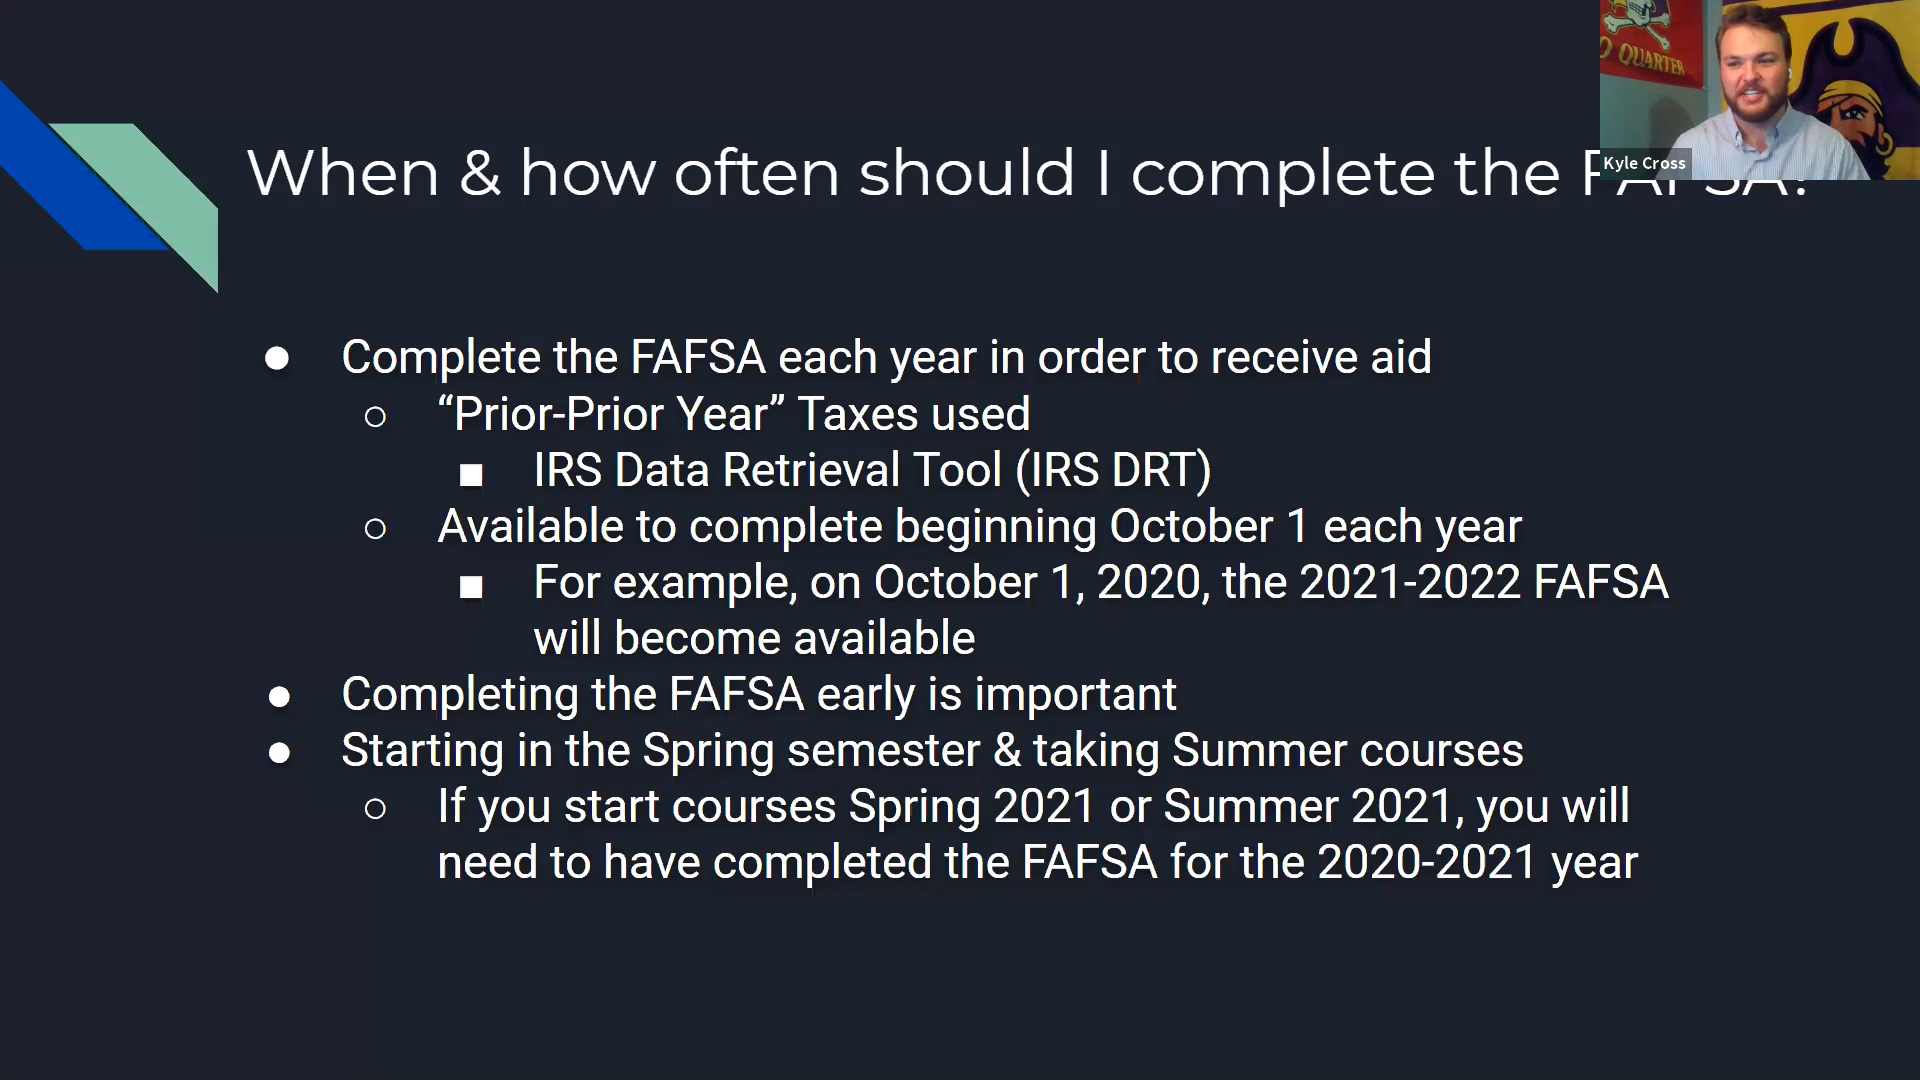 When & how often should I complete the FAFSA?
QUARTER
Kyle Cross
● Complete the FAFSA each year in order to receive aid
○ “Prior-Prior Year” Taxes used
■ IRS Data Retrieval Tool (IRS DRT)
○ Available to complete beginning October 1 each year
■ For example, on October 1, 2020, the 2021-2022 FAFSA
will become available
● Completing the FAFSA early is important
● Starting in the Spring semester & taking Summer courses
○ If you start courses Spring 2021 or Summer 2021, you will
need to have completed the FAFSA for the 2020-2021 year